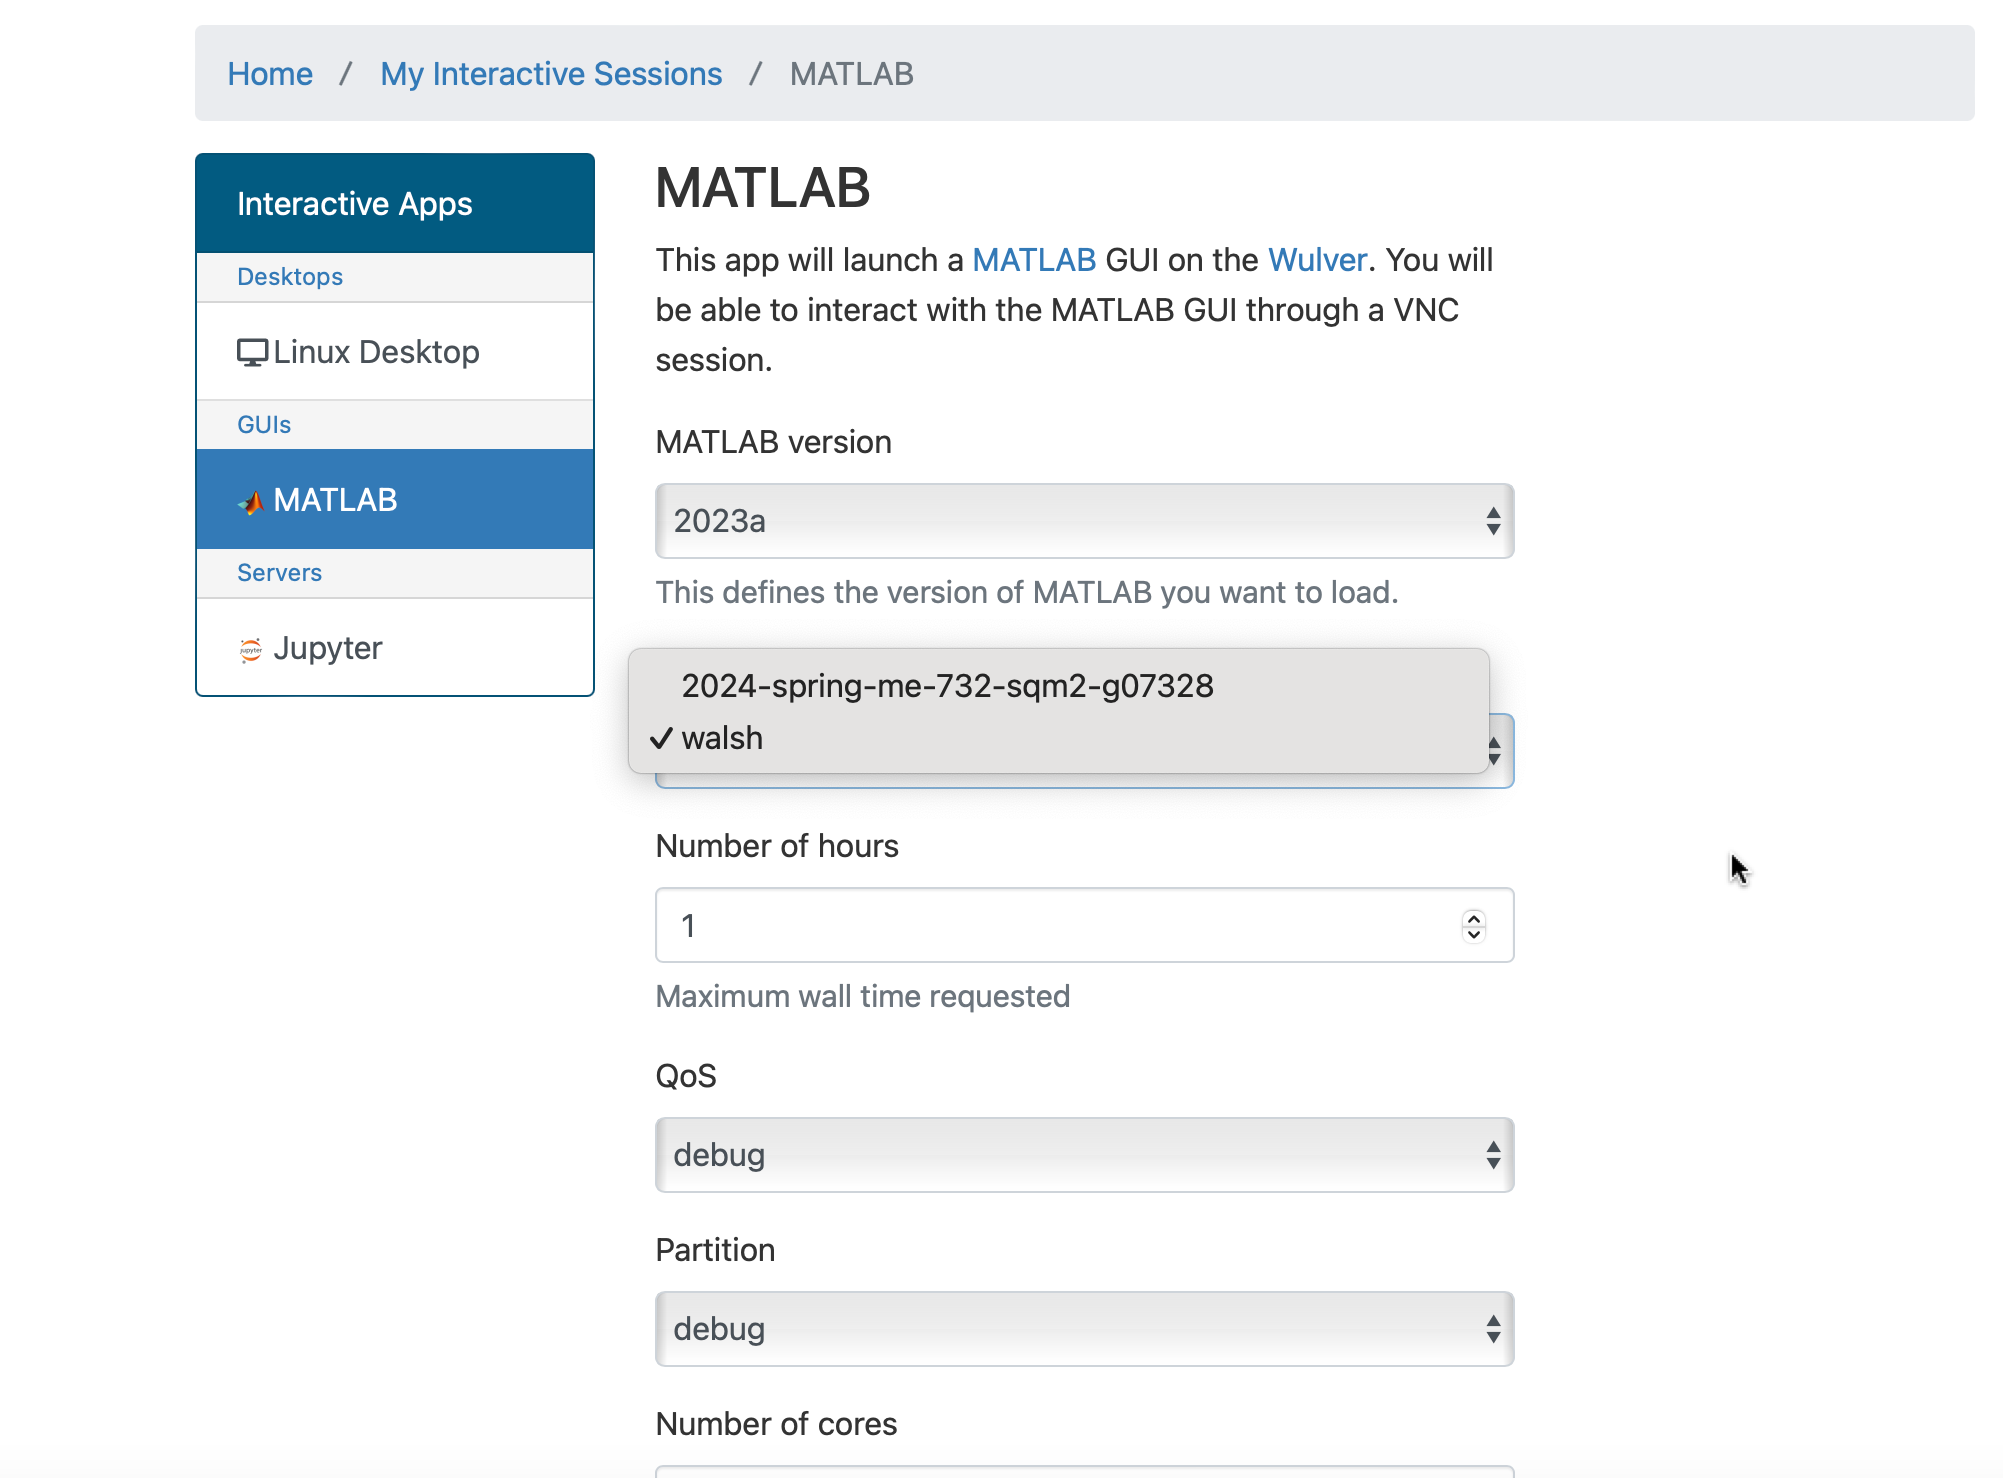 Home / My Interactive Sessions / MATLAB
Interactive Apps
Desktops
Linux Desktop
GUIs
MATLAB
Servers
jupyter Jupyter
MATLAB
This app will launch a MATLAB GUI on the Wulver. You will
be able to interact with the MATLAB GUI through a VNC
session.
MATLAB version
2023a
This defines the version of MATLAB you want to load.
2024-spring-me-732-sqm2-g07328
✓ walsh
Number of hours
1
Maximum wall time requested
QoS
debug
Partition
debug
Number of cores